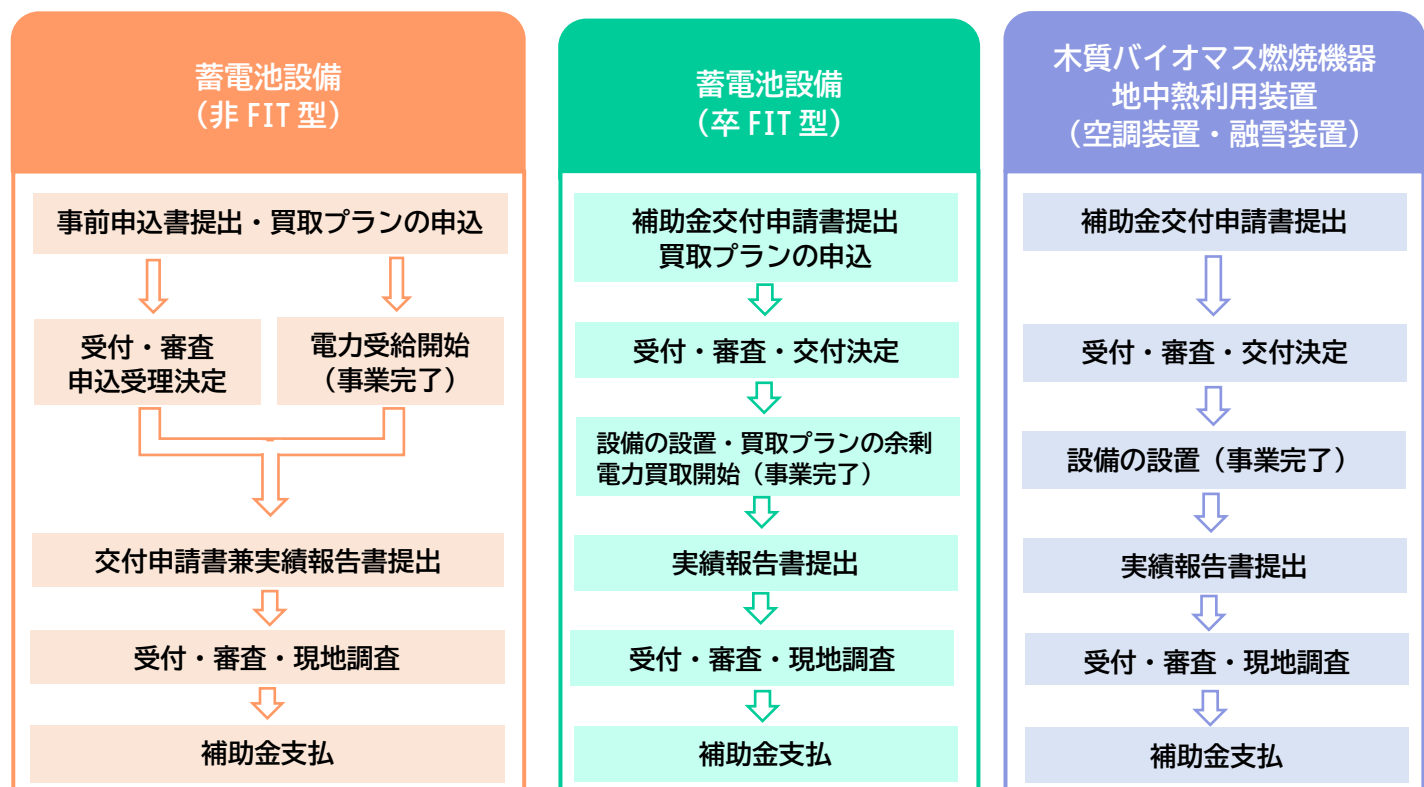 蓄電池設備
（非 FIT 型）
事前申込書提出・買取プランの申込
受付・審査
申込受理決定
電力受給開始
（事業完了）
交付申請書兼実績報告書提出
受付・審査・現地調査
補助金支払
蓄電池設備
（卒 FIT 型）
補助金交付申請書提出
買取プランの申込
受付・審査・交付決定
設備の設置・買取プランの余剰
電力買取開始（事業完了）
実績報告書提出
受付・審査・現地調査
補助金支払
木質バイオマス燃焼機器
地中熱利用装置
（空調装置・融雪装置）
補助金交付申請書提出
受付・審査・交付決定
設備の設置（事業完了）
実績報告書提出
受付・審査・現地調査
補助金支払